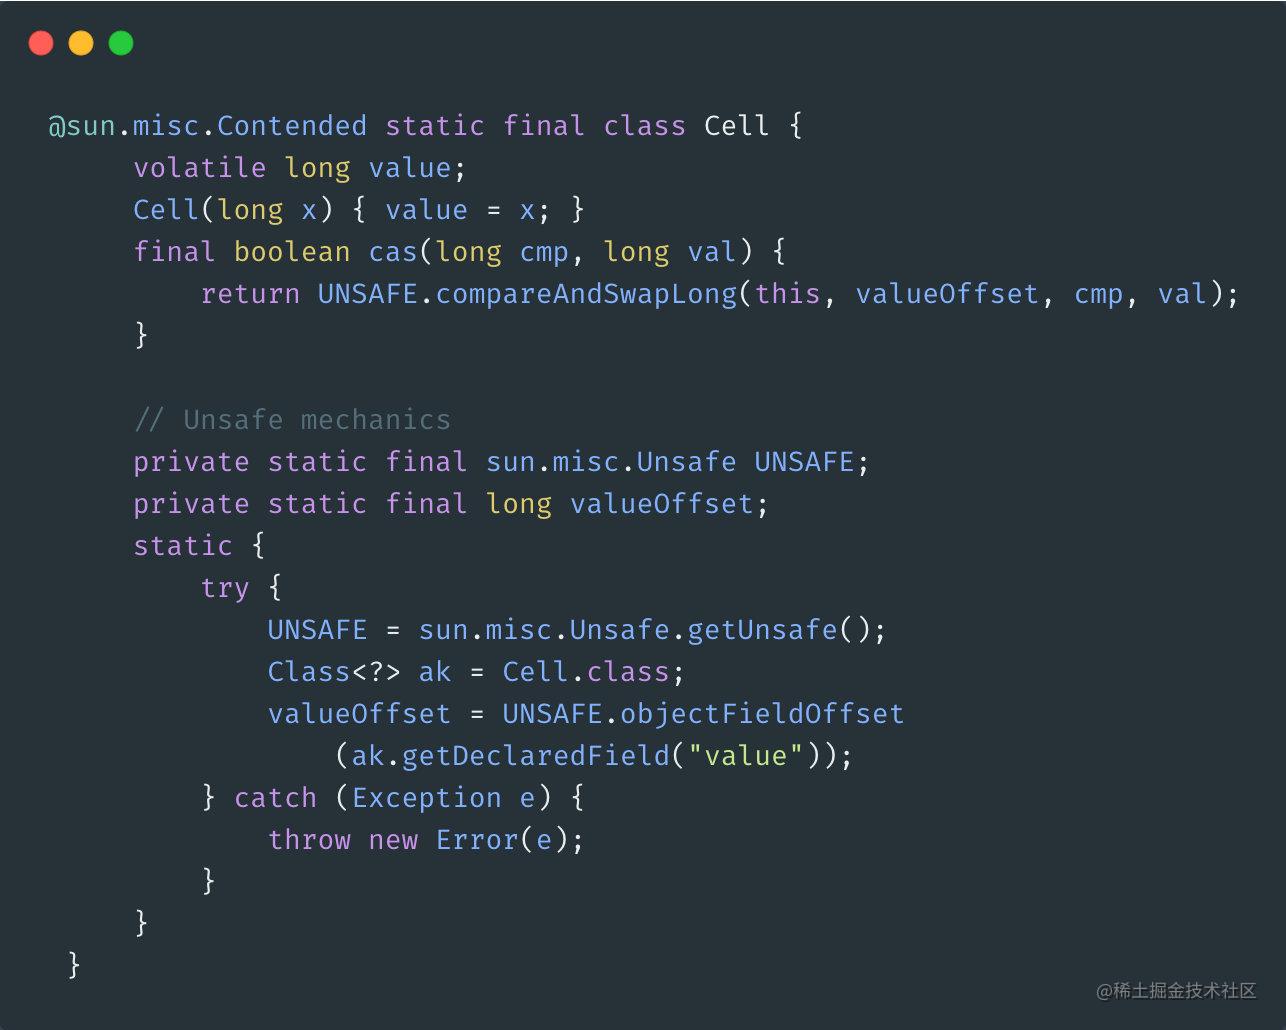 @sun.misc.Contended static final class Cell {
volatile long value;
Cell(long x) { value = x; }
final boolean cas(long cmp, long val) {
return UNSAFE.compareAndSwapLong(this, valueOffset, cmp, val);
}
// Unsafe mechanics
private static final sun.misc.Unsafe UNSAFE;
private static final long valueOffset;
static {
try {
UNSAFE = sun.misc.Unsafe.getUnsafe();
Class<?> ak = Cell.class;
valueOffset = UNSAFE.objectFieldOffset
(ak.getDeclaredField("value"));
} catch (Exception e) {
throw new Error(e);
}
}
}
@稀土掘金技术社区